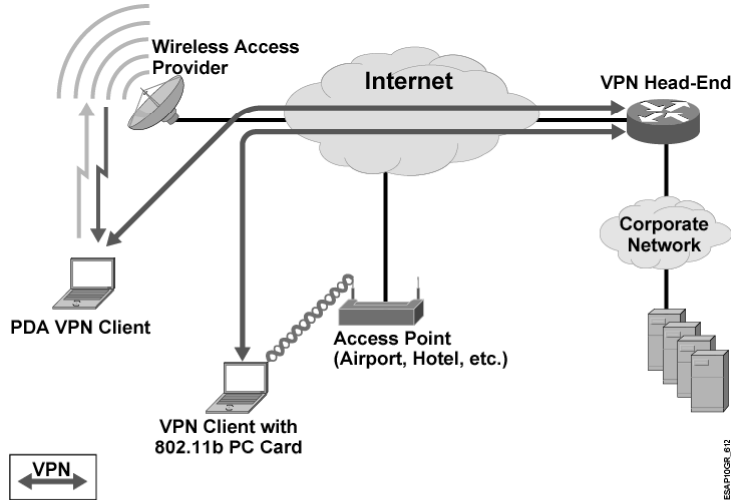 Wireless Access
Provider
Internet
VPN Head-End
Corporate
Network
PDA VPN Client
Access Point
(Airport, Hotel, etc.)
VPN Client with
802.11b PC Card
VPN
ESAP10GR_612